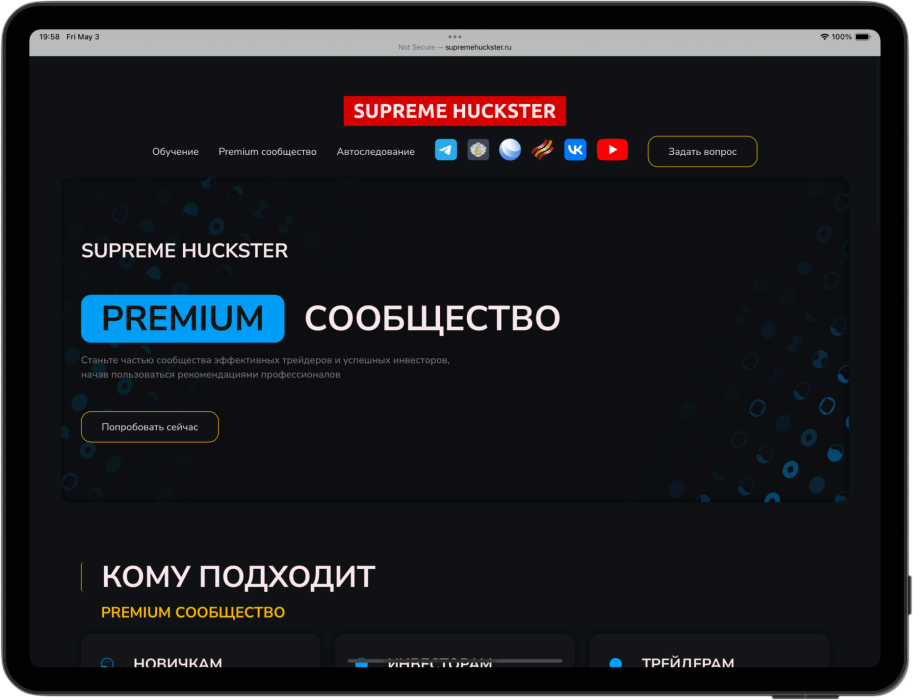 19:58 Fri May 3
100%
Not Secure — supremehuckster.ru
SUPREME HUCKSTER
Обучение Premium сообщество Автоследование Задать вопрос
SUPREME HUCKSTER
PREMIUM СООБЩЕСТВО
Станьте частью сообщества эффективных трейдеров и успешных инвесторов,
начав пользоваться рекомендациями профессионалов
Попробовать сейчас
КОМУ ПОДХОДИТ
PREMIUM СООБЩЕСТВО
НОВИЧКАМ ИНВЕСТОРАМ ТРЕЙДЕРАМ